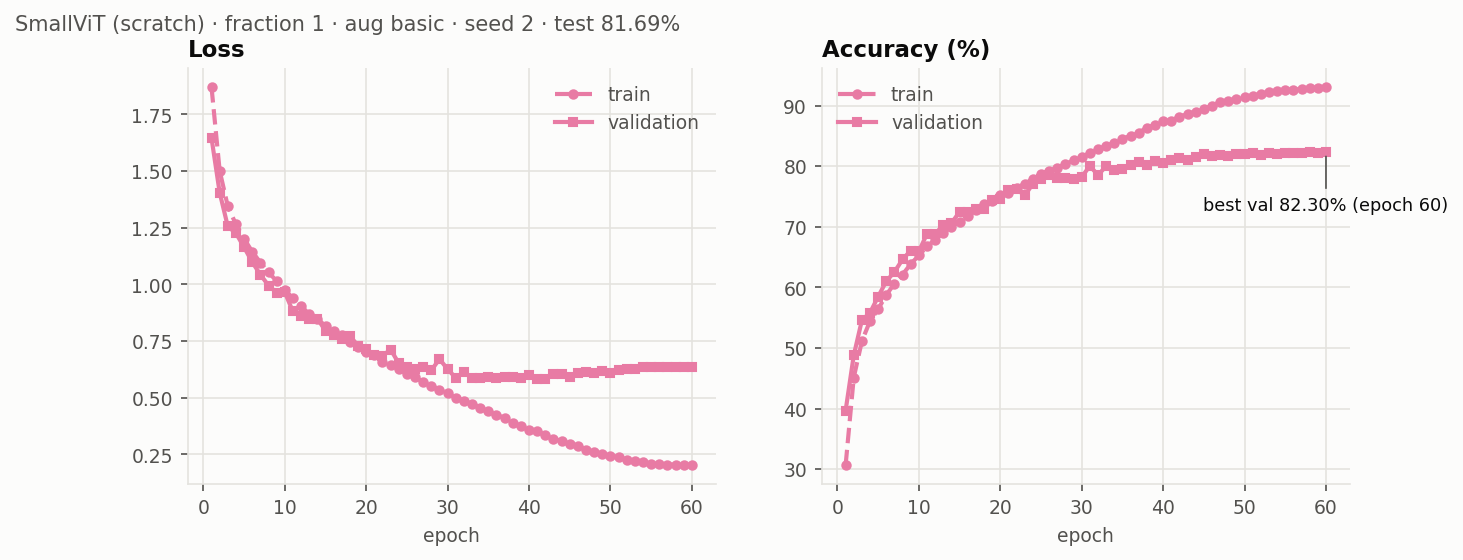 SmallViT (scratch) · fraction 1 · aug basic · seed 2 · test 81.69%
Loss
train
validation
1.75
1.50
1.25
1.00
0.75
0.50
0.25
0 10 20 30 40 50 60
epoch
Accuracy (%)
train
validation
best val 82.30% (epoch 60)
90
80
70
60
50
40
30
0 10 20 30 40 50 60
epoch